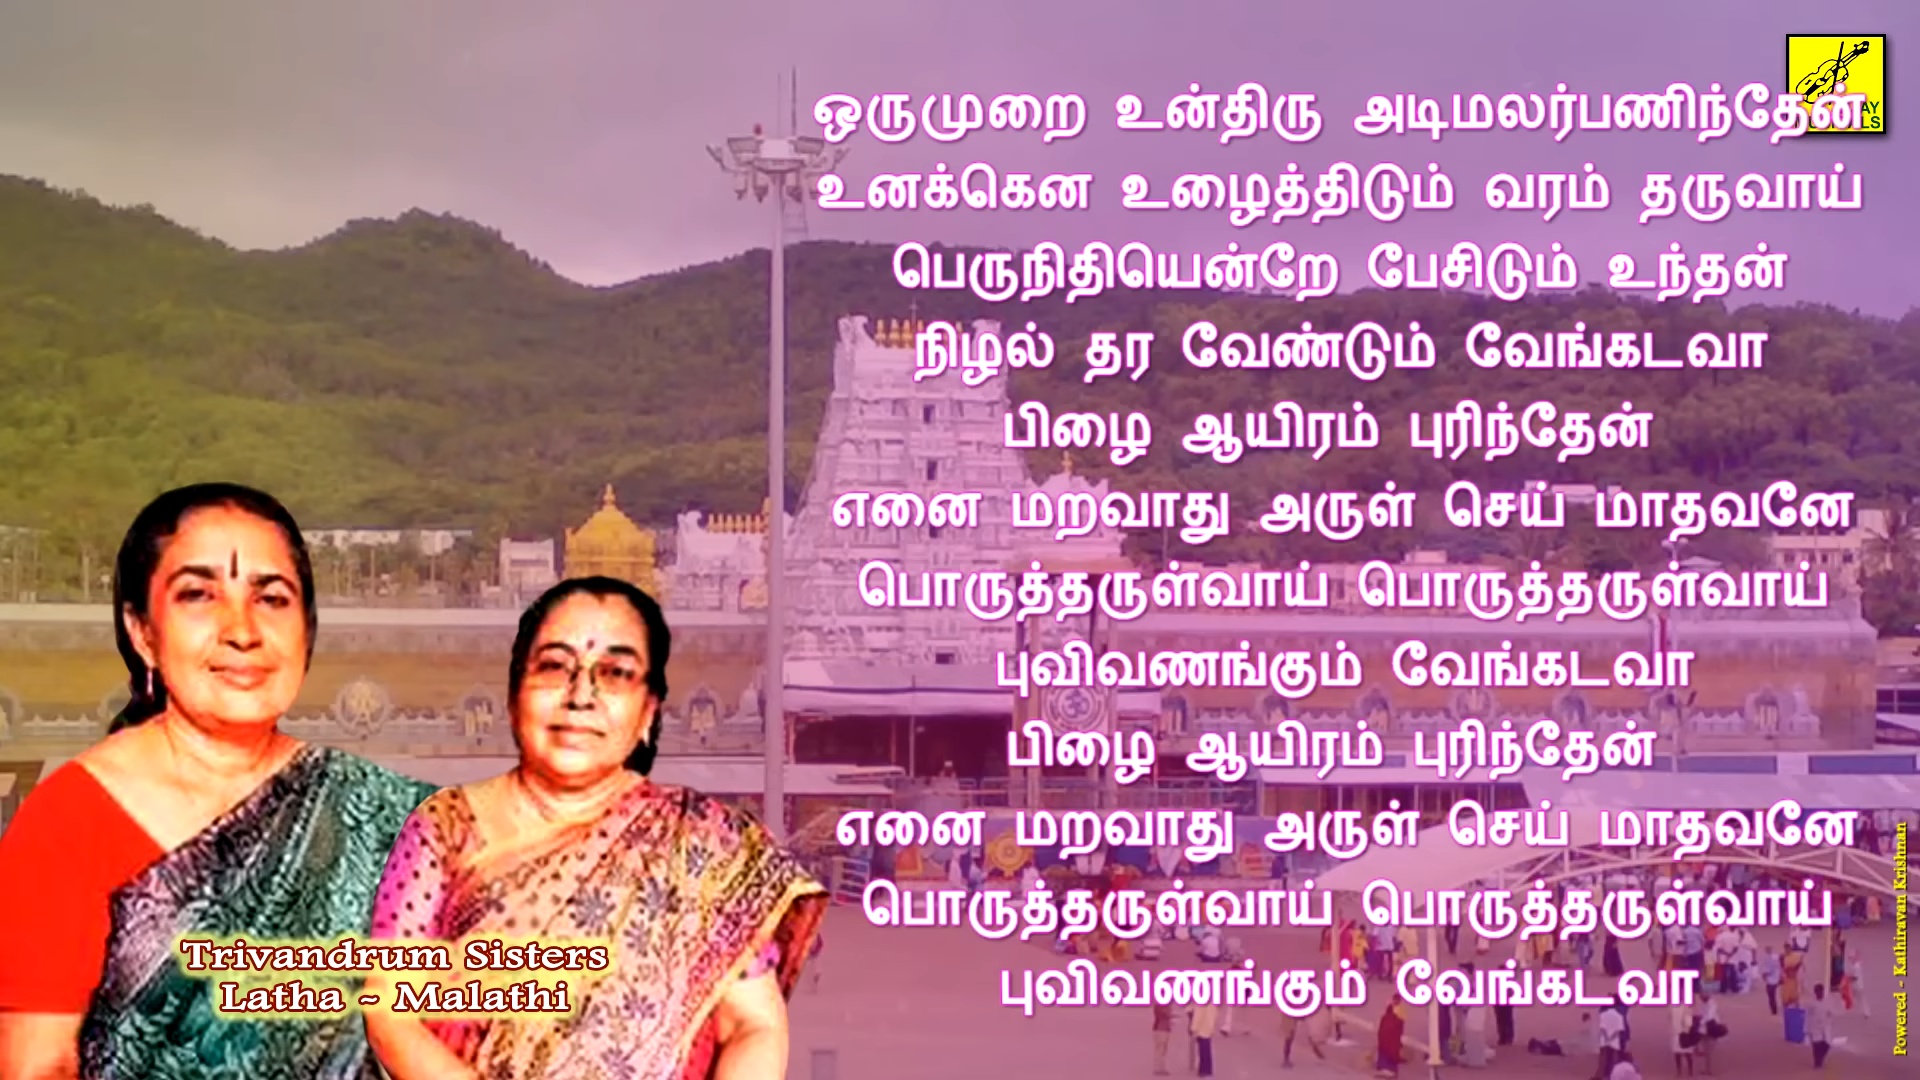 ஒருமுறை உன்திரு அடிமலர்பணிந்தேன்
உனக்கென உழைத்திடும் வரம் தருவாய்
பெருநிதியென்றே பேசிடும் உந்தன்
நிழல் தர வேண்டும் வேங்கடவா
பிழை ஆயிரம் புரிந்தேன்
எனை மறவாது அருள் செய் மாதவனே
பொருத்தருள்வாய் பொருத்தருள்வாய்
புவிவணங்கும் வேங்கடவா
பிழை ஆயிரம் புரிந்தேன்
எனை மறவாது அருள் செய் மாதவனே
பொருத்தருள்வாய் பொருத்தருள்வாய்
புவிவணங்கும் வேங்கடவா
Trivandrum Sisters
Latha ~ Malathi
Powered - Kathiravan Krishnan